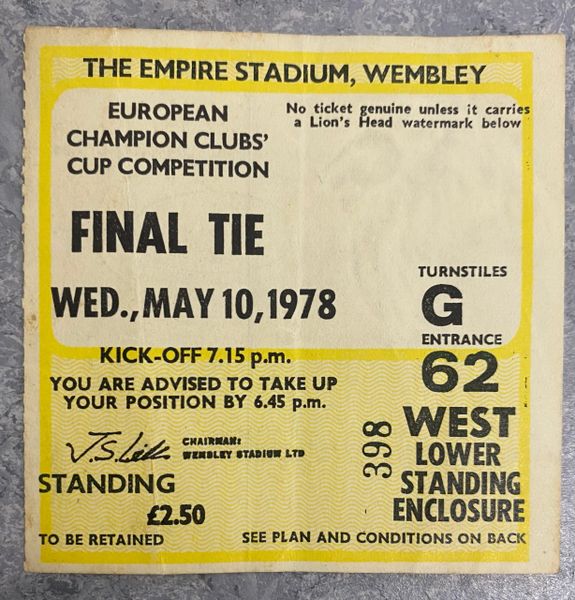 THE EMPIRE STADIUM, WEMBLEY
EUROPEAN
CHAMPION CLUBS'
CUP COMPETITION
No ticket genuine unless it carries
a Lion's Head watermark below
FINAL TIE
WED., MAY 10, 1978
KICK-OFF 7.15 p.m.
YOU ARE ADVISED TO TAKE UP
YOUR POSITION BY 6.45 p.m.
TURNSTILES
G
ENTRANCE
62
WEST
LOWER
STANDING
ENCLOSURE
398
CHAIRMAN:
WEMBLEY STADIUM LTD
STANDING
£2.50
TO BE RETAINED
SEE PLAN AND CONDITIONS ON BACK